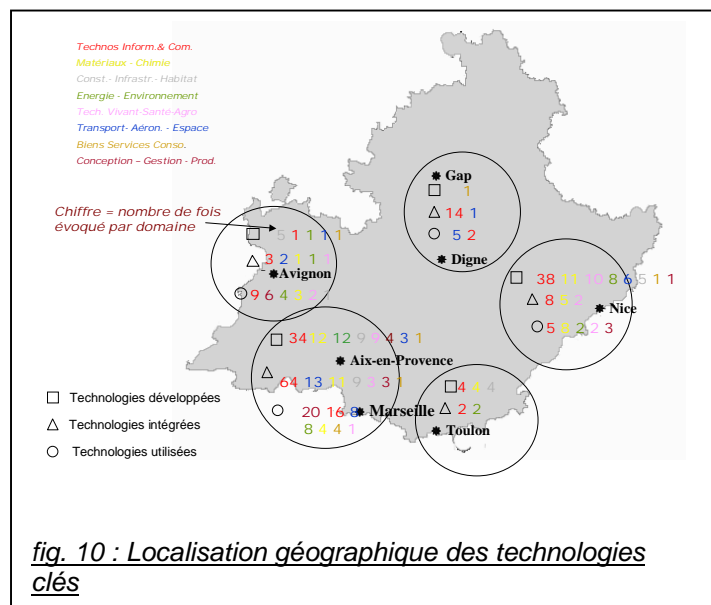 Technos Inform.& Com.
Matériaux - Chimie
Const.- Infrastr.- Habitat
Energie - Environnement
Tech. Vivant-Santé-Agro
Transport- Aéron. - Espace
Biens Services Conso.
Conception – Gestion - Prod.
Chiffre = nombre de fois
évoqué par domaine
Gap
1
14 1
5 2
Digne
5 1 1 1 1
3 2 1 1 1
Avignon
9 6 4 3 2 1
38 11 10 8 6 5 1 1
8 5 2
Nice
5 8 2 2 3
34 12 12 9 9 4 3 1
Aix-en-Provence
64 13 11 9 3 3 1
20 16 8
Marseille
8 4 4 1
4 4 4
2 2
Toulon
Technologies développées
Technologies intégrées
Technologies utilisées
fig. 10 : Localisation géographique des technologies
clés